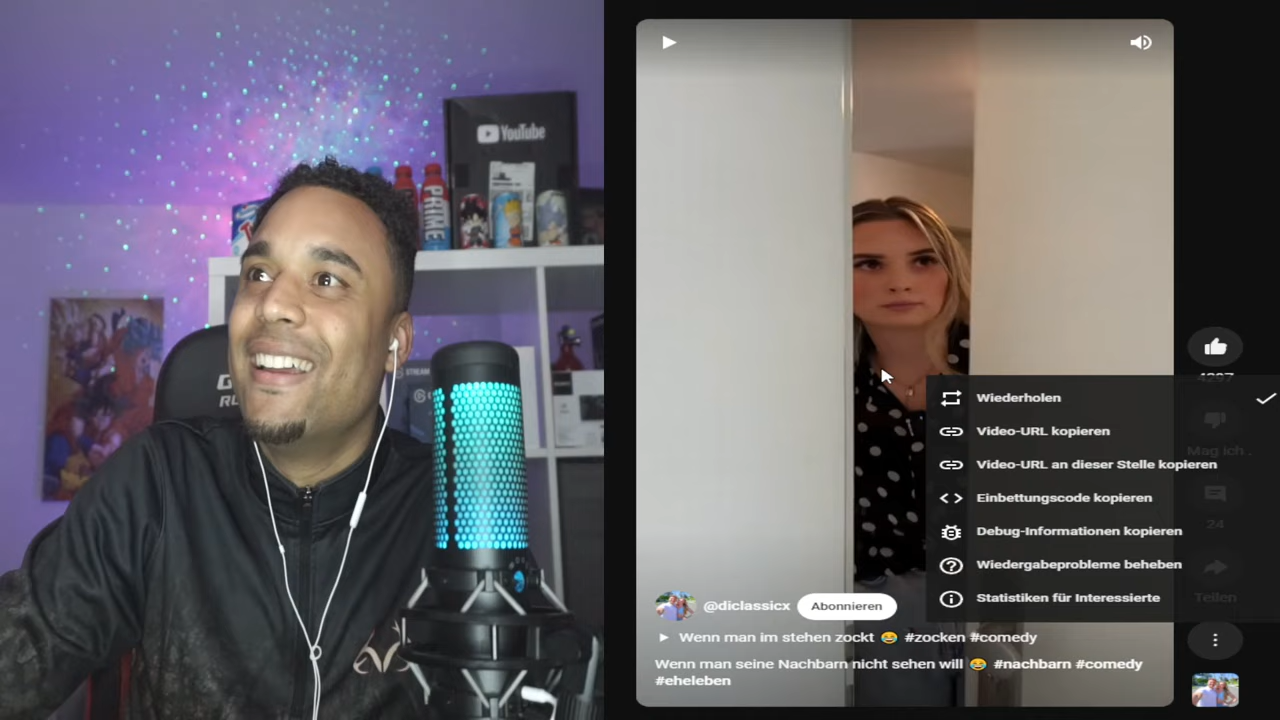 YouTube
PRIME
STREAM
Wiederholen
Video-URL kopieren
Video-URL an dieser Stelle kopieren
Einbettungscode kopieren
Debug-Informationen kopieren
Wiedergabeprobleme beheben
Statistiken für Interessierte
4297
Mag ich .
24
Teilen
@diclassicx Abonnieren
Wenn man im stehen zockt 😂 #zocken #comedy
Wenn man seine Nachbarn nicht sehen will 😂 #nachbarn #comedy
#eheleben